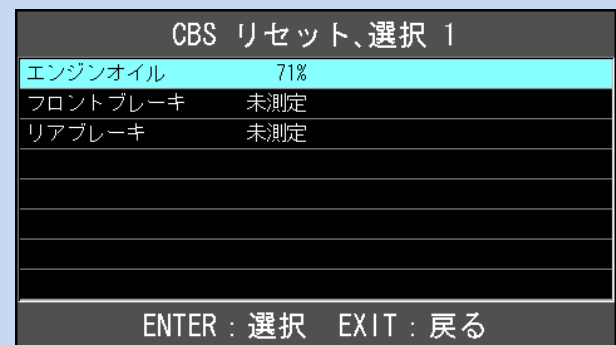 CBS リセット、選択 1
エンジンオイル 71%
フロントブレーキ 未測定
リアブレーキ 未測定
ENTER：選択 EXIT：戻る